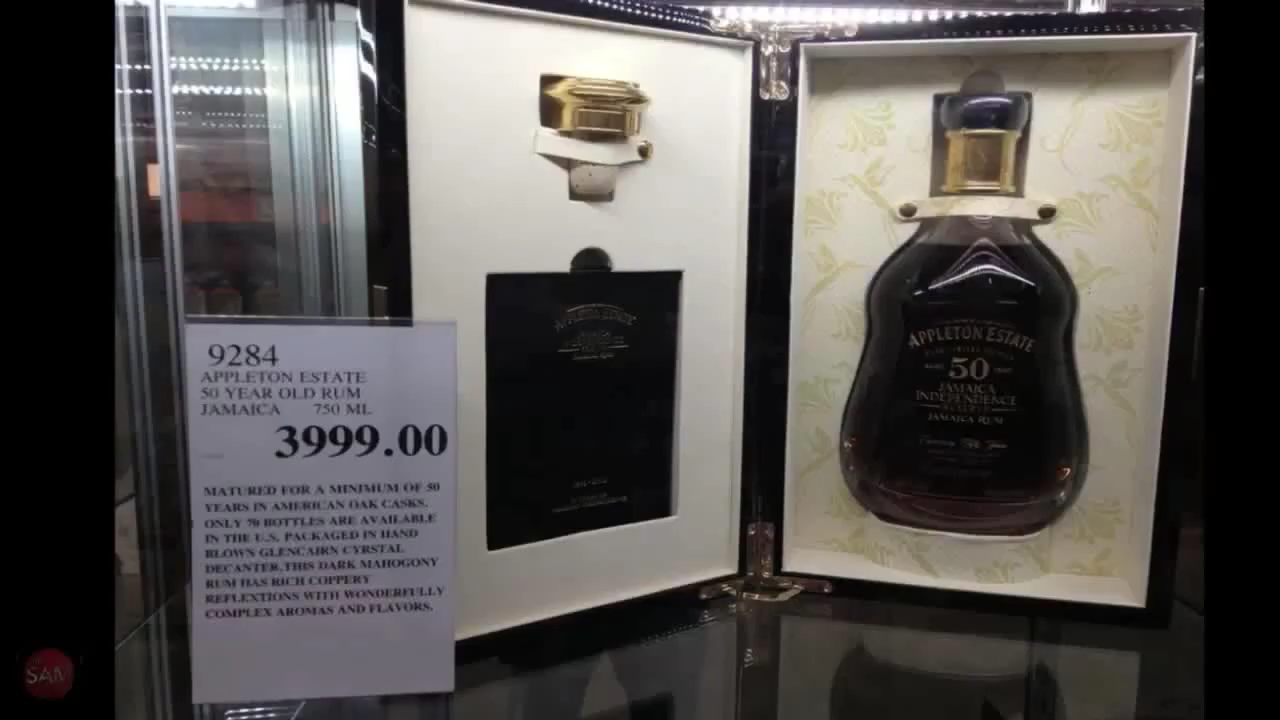 9284
APPLETON ESTATE
50 YEAR OLD RUM
JAMAICA 750 ML
3999.00
MATURED FOR A MINIMUM OF 50
YEARS IN AMERICAN OAK CASKS.
ONLY 70 BOTTLES ARE AVAILABLE
IN THE U.S. PACKAGED IN HAND
BLOWN GLENCAIRN CYRSTAL
DECANTER,THIS DARK MAHOGONY
RUM HAS RICH COPPERY
REFLEXTIONS WITH WONDERFULLY
COMPLEX AROMAS AND FLAVORS.
APPLETON ESTATE
APPLETON ESTATE
50
JAMAICA
INDEPENDENCE
RESERVE
JAMAICA RUM
SAM